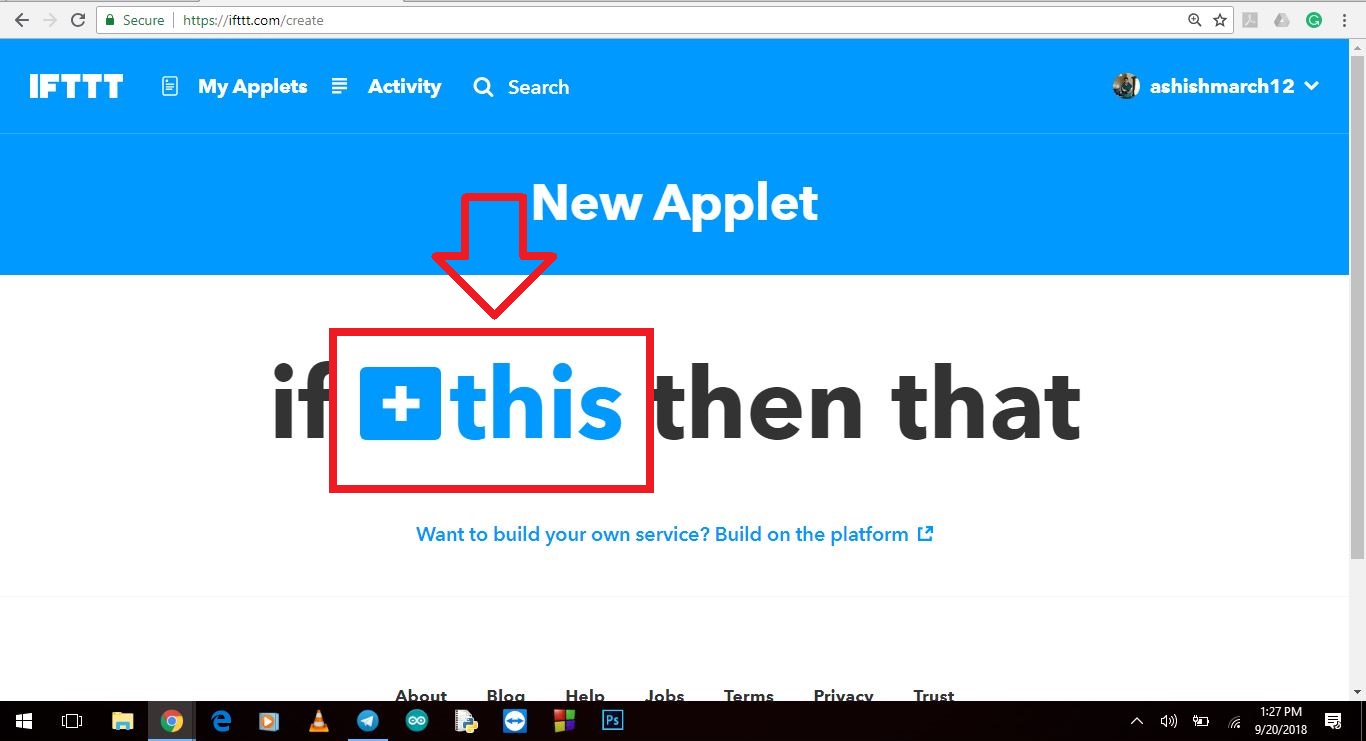 Secure https://ifttt.com/create
IFTTT My Applets Activity Search ashishmarch12
New Applet
if + this then that
Want to build your own service? Build on the platform
About Blog Help Jobs Terms Privacy Trust
Ps
1:27 PM
9/20/2018